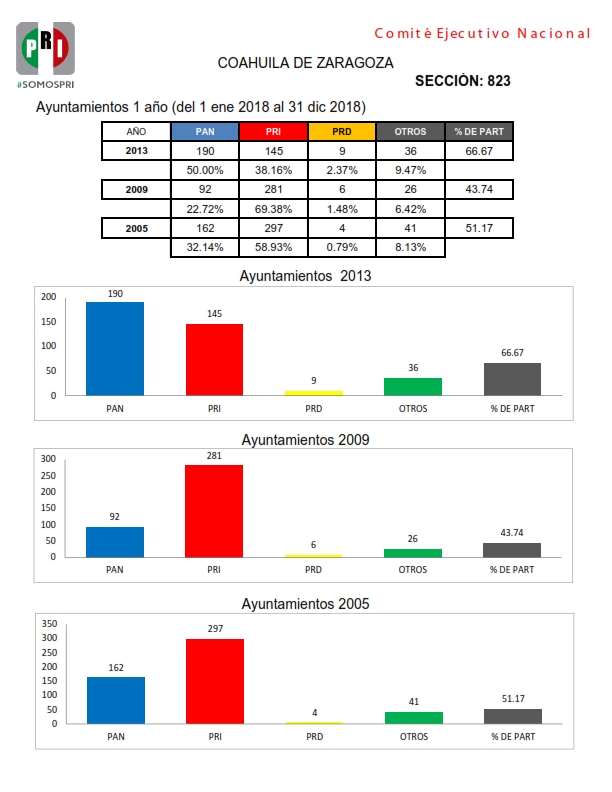 Comité Ejecutivo Nacional
PRI
#SOMOSPRI
COAHUILA DE ZARAGOZA
SECCIÓN: 823
Ayuntamientos 1 año (del 1 ene 2018 al 31 dic 2018)
AÑO PAN PRI PRD OTROS % DE PART
2013 190 145 9 36 66.67
50.00% 38.16% 2.37% 9.47%
2009 92 281 6 26 43.74
22.72% 69.38% 1.48% 6.42%
2005 162 297 4 41 51.17
32.14% 58.93% 0.79% 8.13%
Ayuntamientos 2013
200
150
100
50
0
190
145
9
36
66.67
PAN PRI PRD OTROS % DE PART
Ayuntamientos 2009
300
250
200
150
100
50
0
92
281
6
26
43.74
PAN PRI PRD OTROS % DE PART
Ayuntamientos 2005
350
300
250
200
150
100
50
0
162
297
4
41
51.17
PAN PRI PRD OTROS % DE PART